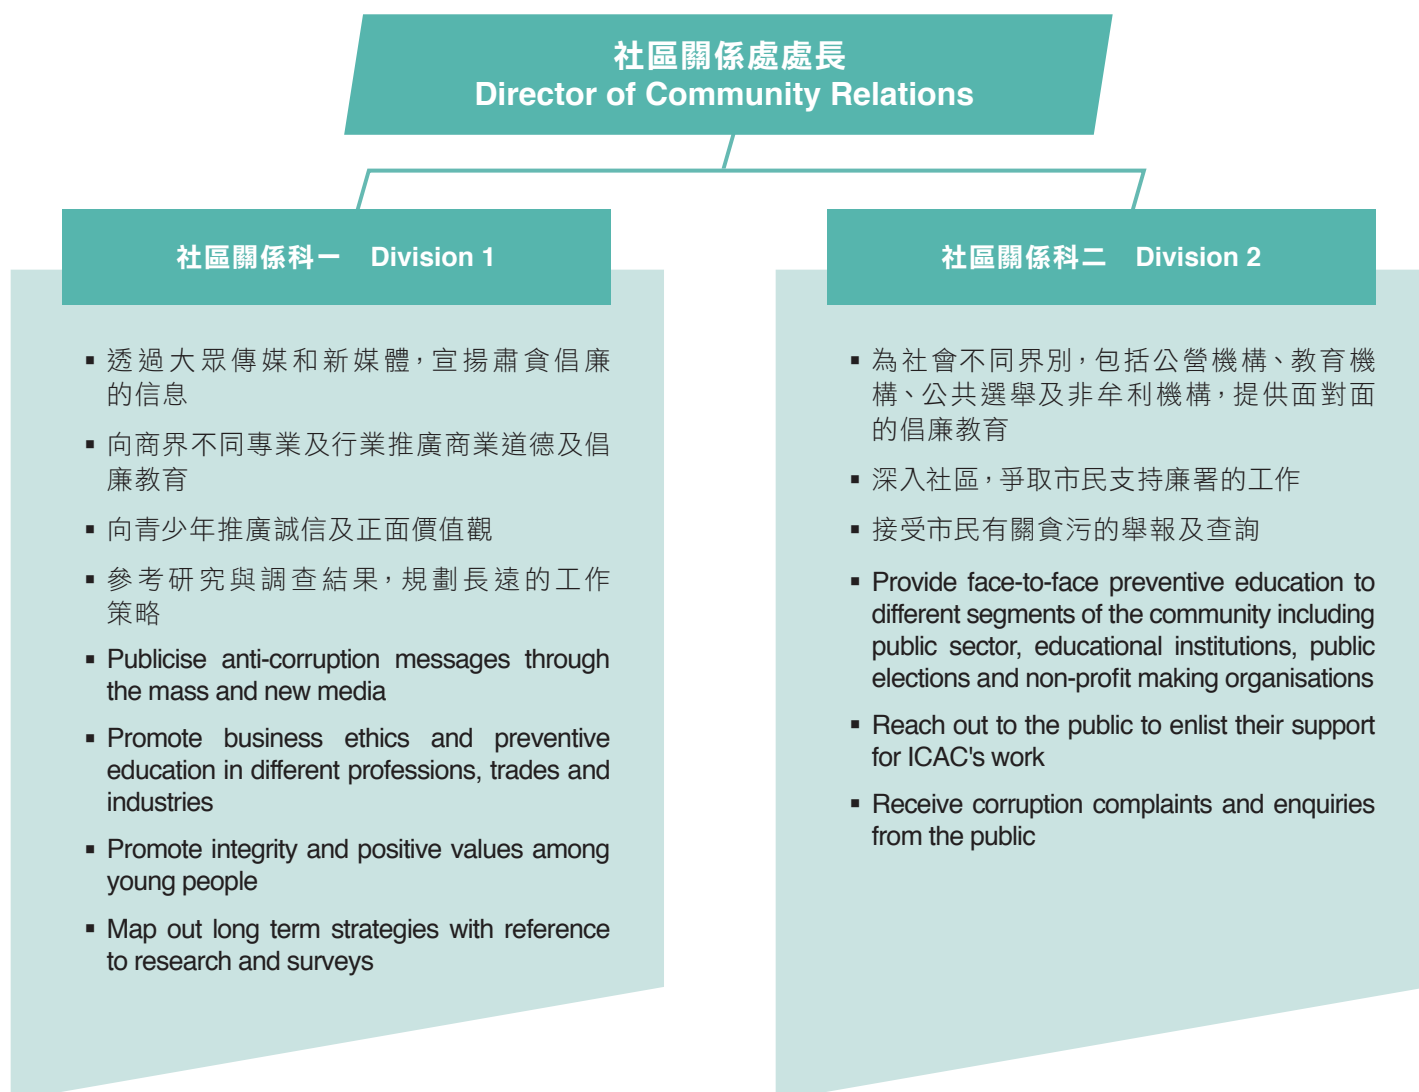 社區關係處處長
Director of Community Relations
社區關係科一 Division 1
▪ 透過大眾傳媒和新媒體，宣揚肅貪倡廉
的信息
▪ 向商界不同專業及行業推廣商業道德及倡
廉教育
▪ 向青少年推廣誠信及正面價值觀
▪ 參考研究與調查結果，規劃長遠的工作
策略
▪ Publicise anti-corruption messages through
the mass and new media
▪ Promote business ethics and preventive
education in different professions, trades and
industries
▪ Promote integrity and positive values among
young people
▪ Map out long term strategies with reference
to research and surveys
社區關係科二 Division 2
▪ 為社會不同界別，包括公營機構、教育機
構、公共選舉及非牟利機構，提供面對面
的倡廉教育
▪ 深入社區，爭取市民支持廉署的工作
▪ 接受市民有關貪污的舉報及查詢
▪ Provide face-to-face preventive education to
different segments of the community including
public sector, educational institutions, public
elections and non-profit making organisations
▪ Reach out to the public to enlist their support
for ICAC's work
▪ Receive corruption complaints and enquiries
from the public